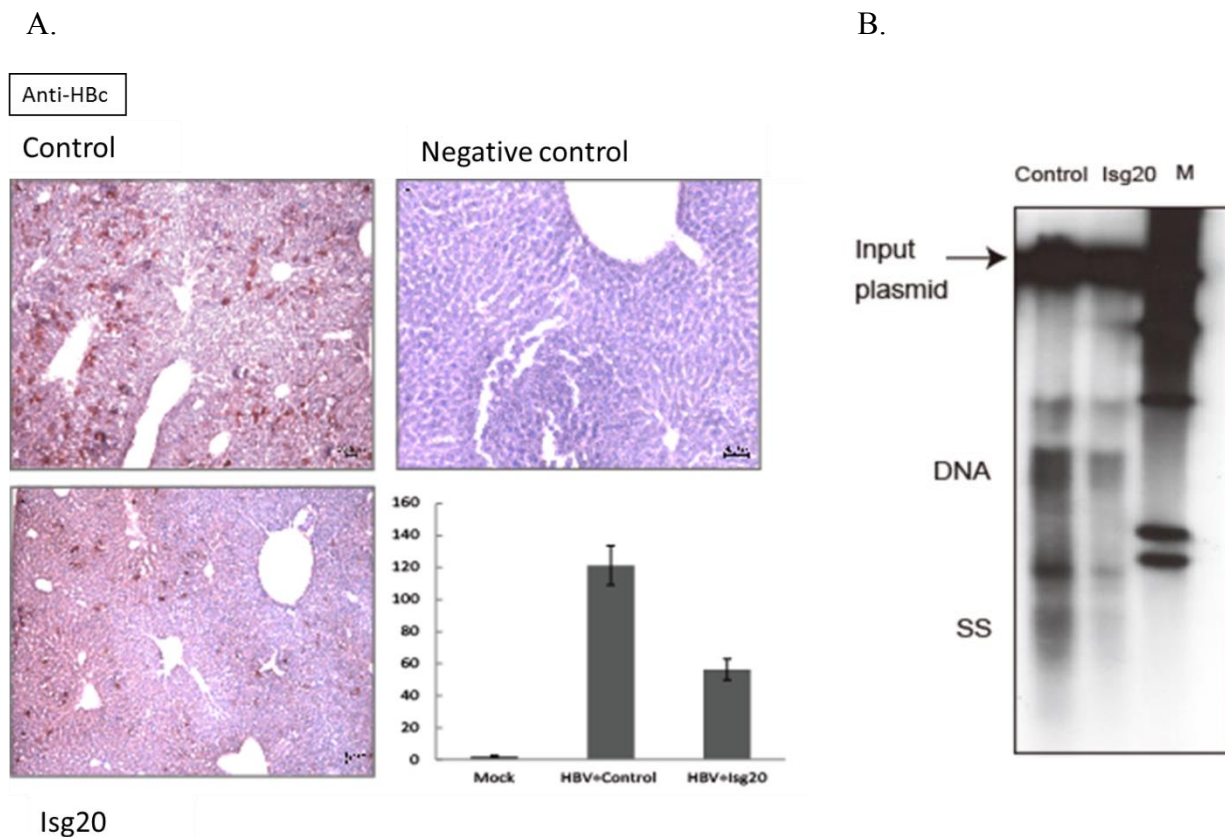 A.
B.
Anti-HBc
Control
Negative control
Isg20
160
140
120
100
80
60
40
20
0
Mock
HBV+Control
HBV+Isg20
Control Isg20 M
Input
plasmid
DNA
SS